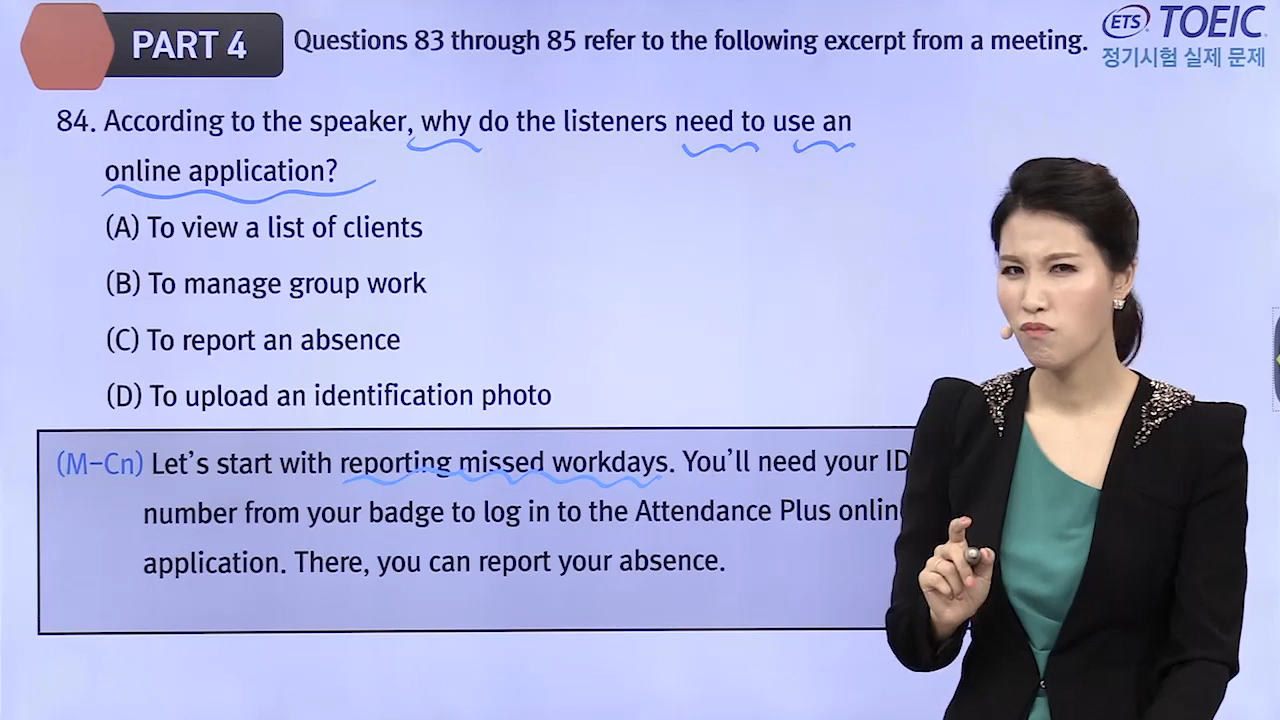 PART 4
Questions 83 through 85 refer to the following excerpt from a meeting.
ETS TOEIC
정기시험 실제 문제
84. According to the speaker, why do the listeners need to use an
online application?
(A) To view a list of clients
(B) To manage group work
(C) To report an absence
(D) To upload an identification photo
(M-Cn) Let's start with reporting missed workdays. You'll need your ID
number from your badge to log in to the Attendance Plus
application. There, you can report your absence.